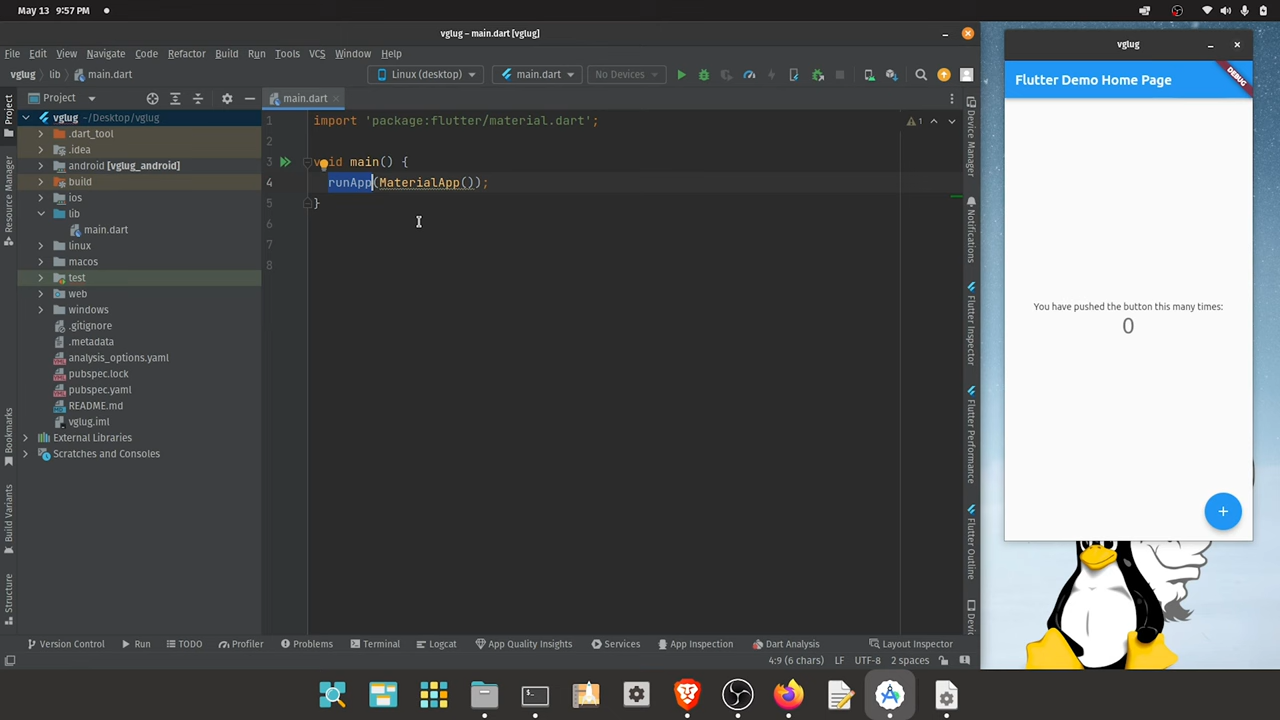 May 13  9:57 PM
vglug – main.dart [vglug]
File Edit View Navigate Code Refactor Build Run Tools VCS Window Help
vglug lib main.dart Linux (desktop) main.dart No Devices
Project main.dart
vglug ~/Desktop/vglug
.dart_tool
.idea
android [vglug_android]
build
ios
lib
main.dart
linux
macos
test
web
windows
.gitignore
.metadata
analysis_options.yaml
pubspec.lock
pubspec.yaml
README.md
vglug.iml
External Libraries
Scratches and Consoles
Project
Resource Manager
Bookmarks
Build Variants
Structure
1 import 'package:flutter/material.dart';
2
3 void main() {
4 runApp(MaterialApp());
5 }
6
7
8
1
Device Manager
Notifications
Flutter Inspector
Flutter Performance
Flutter Outline
Version Control Run TODO Profiler Problems Terminal Logcat App Quality Insights Services App Inspection Dart Analysis Layout Inspector
4:9 (6 chars) LF UTF-8 2 spaces
vglug
Flutter Demo Home Page
DEBUG
You have pushed the button this many times:
0
+